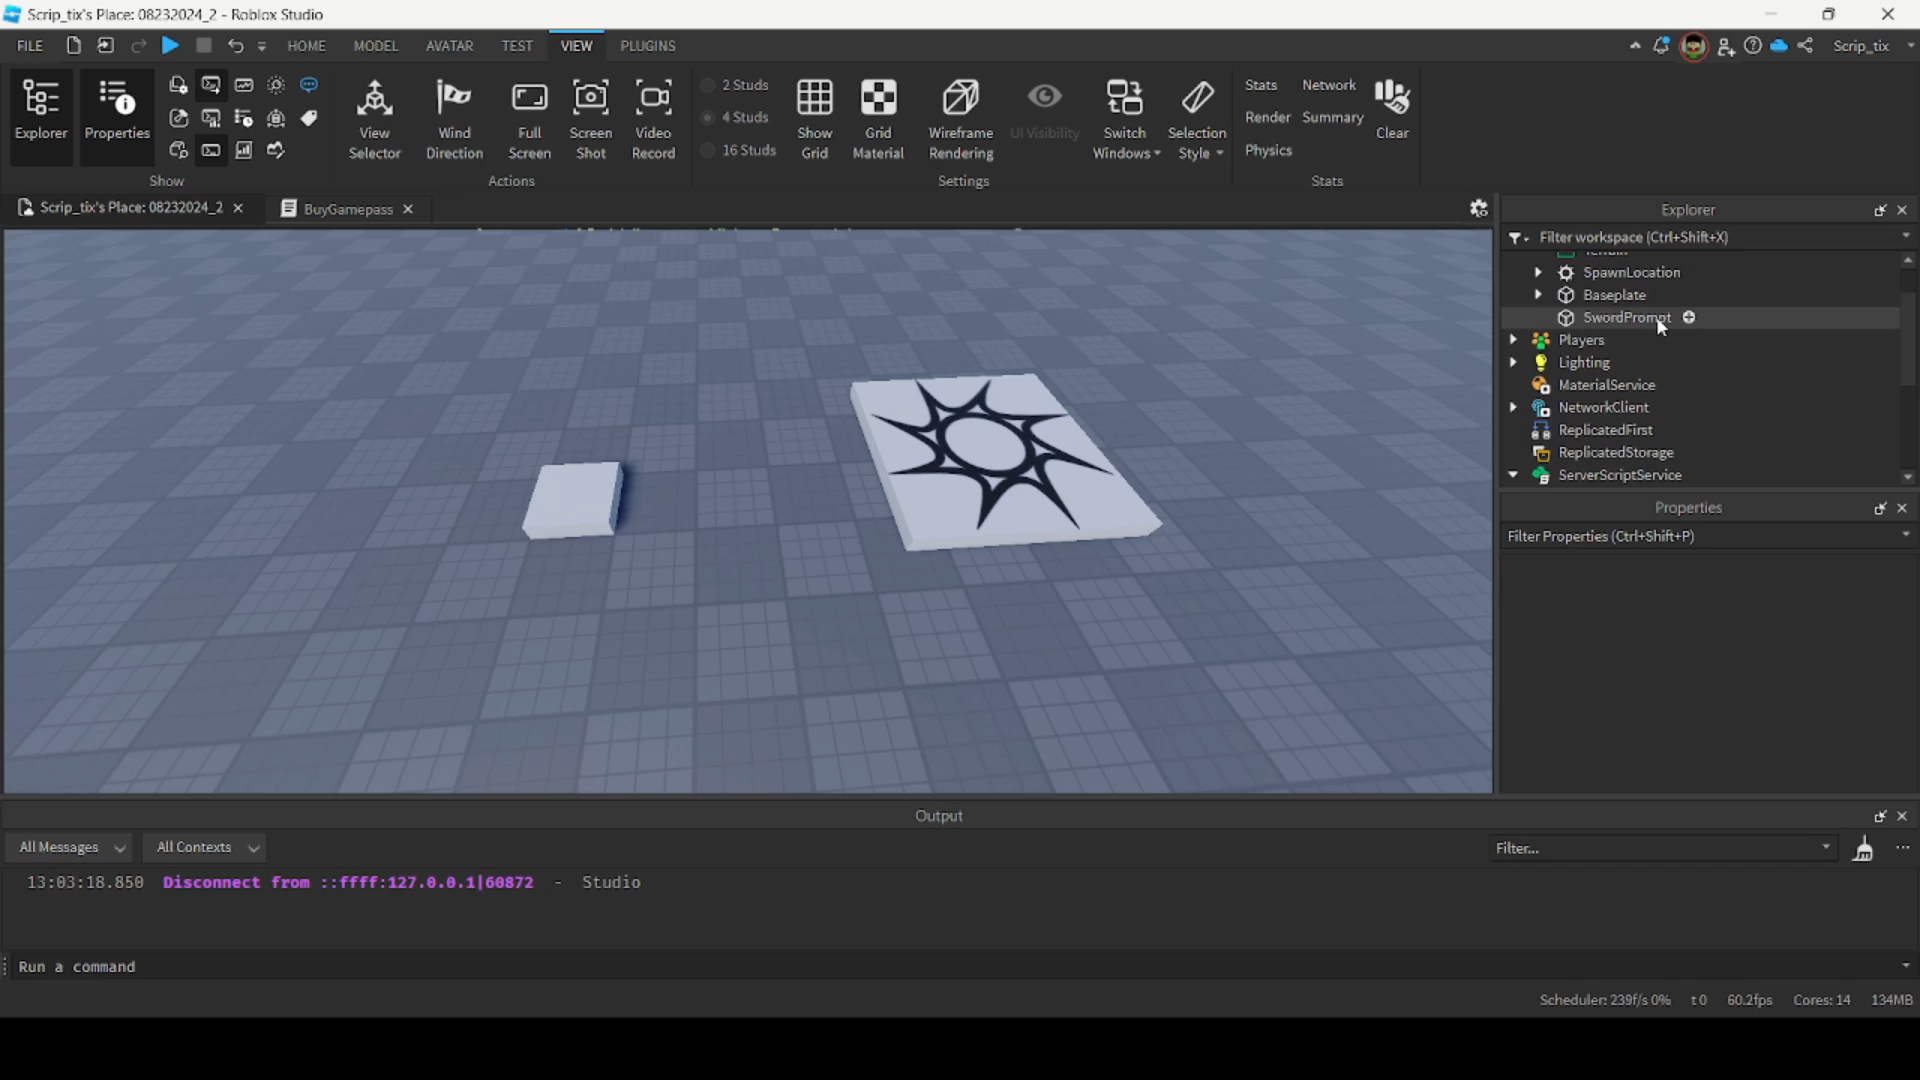 Scrip_tix's Place: 08232024_2 - Roblox Studio
FILE HOME MODEL AVATAR TEST VIEW PLUGINS Scrip_tix
Explorer Properties
View Selector
Wind Direction
Full Screen
Screen Shot
Video Record
2 Studs
4 Studs
16 Studs
Show Grid
Grid Material
Wireframe Rendering
UI Visibility
Switch Windows
Selection Style
Stats Network
Render Summary
Physics
Clear
Show Actions Settings Stats
Scrip_tix's Place: 08232024_2 BuyGamepass
Explorer
Filter workspace (Ctrl+Shift+X)
Terrain
SpawnLocation
Baseplate
SwordPrompt
Players
Lighting
MaterialService
NetworkClient
ReplicatedFirst
ReplicatedStorage
ServerScriptService
Properties
Filter Properties (Ctrl+Shift+P)
Output
All Messages All Contexts Filter...
13:03:18.850 Disconnect from ::ffff:127.0.0.1|60872 - Studio
Run a command
Scheduler: 239f/s 0% t 0 60.2fps Cores: 14 134MB